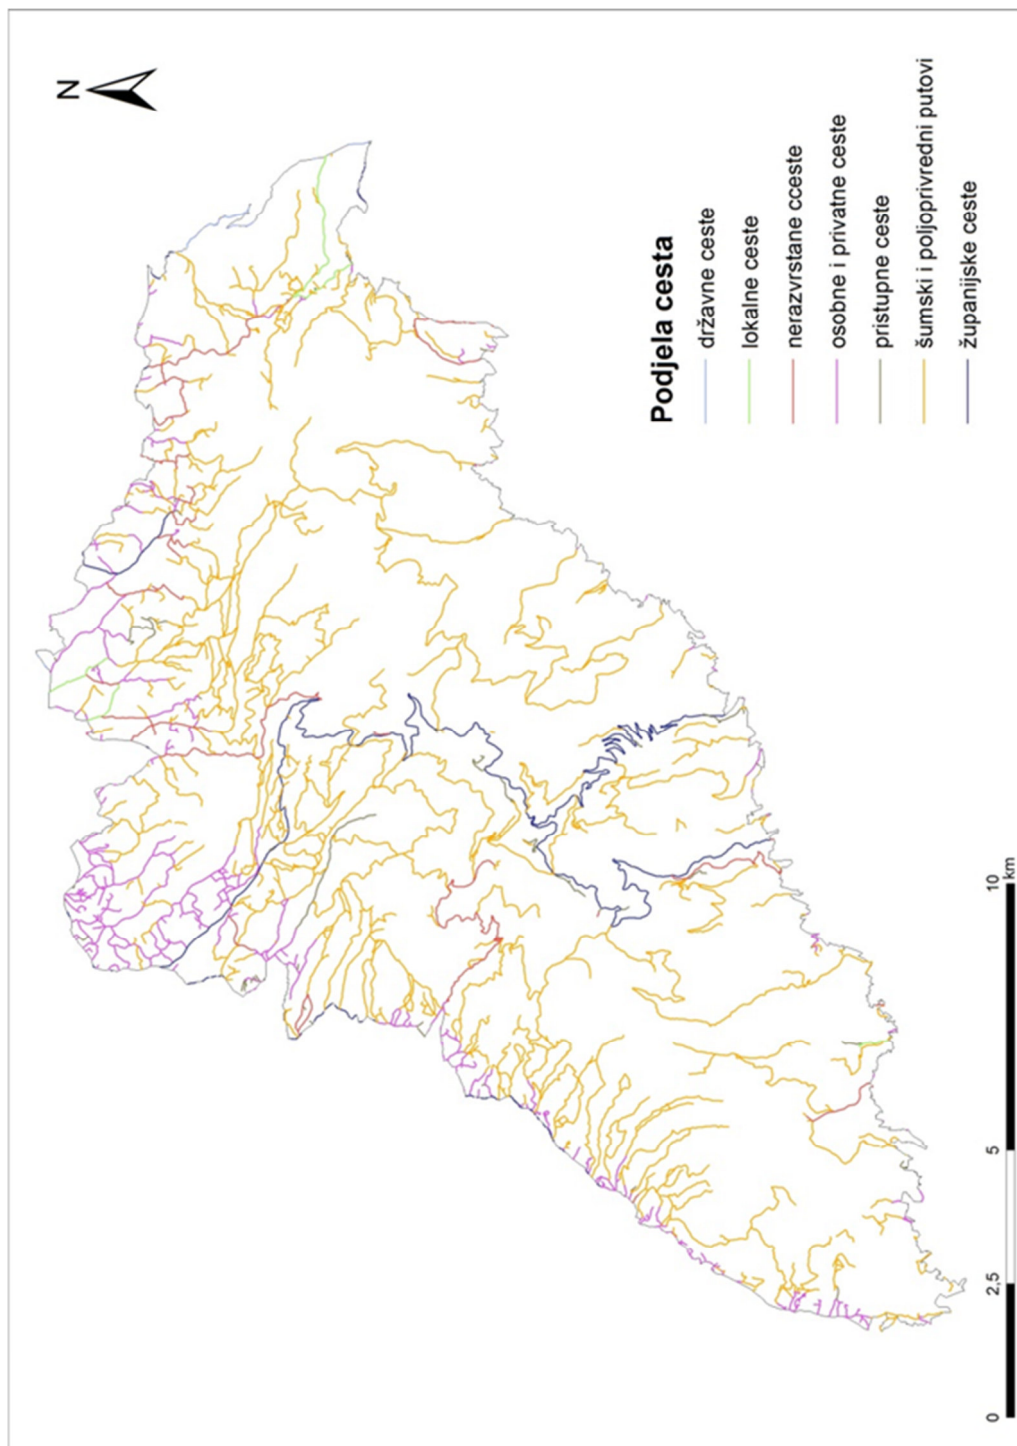 N
Podjela cesta
državne ceste
lokalne ceste
nerazvrstane cceste
osobne i privatne ceste
pristupne ceste
šumski i poljoprivredni putovi
županijske ceste
0 2,5 5 10 km